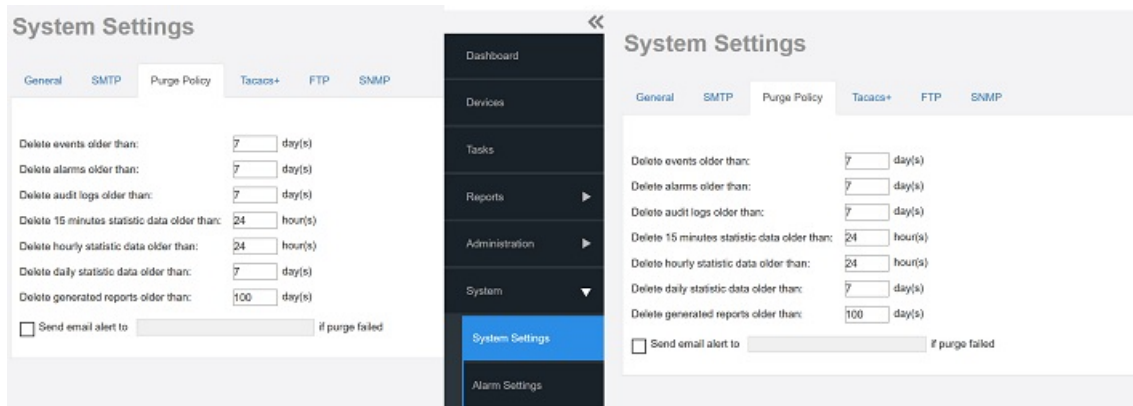 System Settings
General SMTP Purge Policy Tacacs+ FTP SNMP
Delete events older than: 7 day(s)
Delete alarms older than: 7 day(s)
Delete audit logs older than: 7 day(s)
Delete 15 minutes statistic data older than: 24 hour(s)
Delete hourly statistic data older than: 24 hour(s)
Delete daily statistic data older than: 7 day(s)
Delete generated reports older than: 100 day(s)
Send email alert to if purge failed
Dashboard
Devices
Tasks
Reports
Administration
System
System Settings
Alarm Settings
System Settings
General SMTP Purge Policy Tacacs+ FTP SNMP
Delete events older than: 7 day(s)
Delete alarms older than: 7 day(s)
Delete audit logs older than: 7 day(s)
Delete 15 minutes statistic data older than: 24 hour(s)
Delete hourly statistic data older than: 24 hour(s)
Delete daily statistic data older than: 7 day(s)
Delete generated reports older than: 100 day(s)
Send email alert to if purge failed